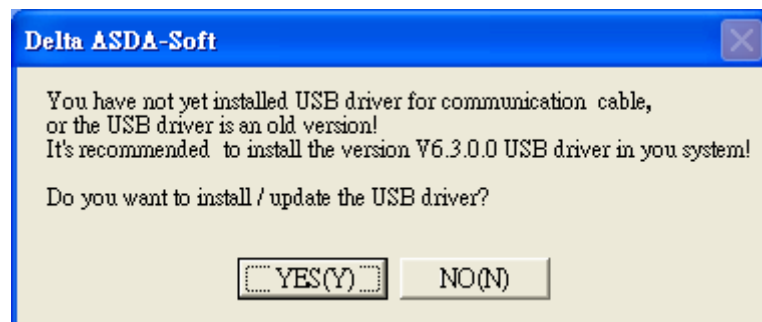 Delta ASDA-Soft
You have not yet installed USB driver for communication cable,
or the USB driver is an old version!
It's recommended to install the version V6.3.0.0 USB driver in you system!
Do you want to install / update the USB driver?
YES(Y) NO(N)